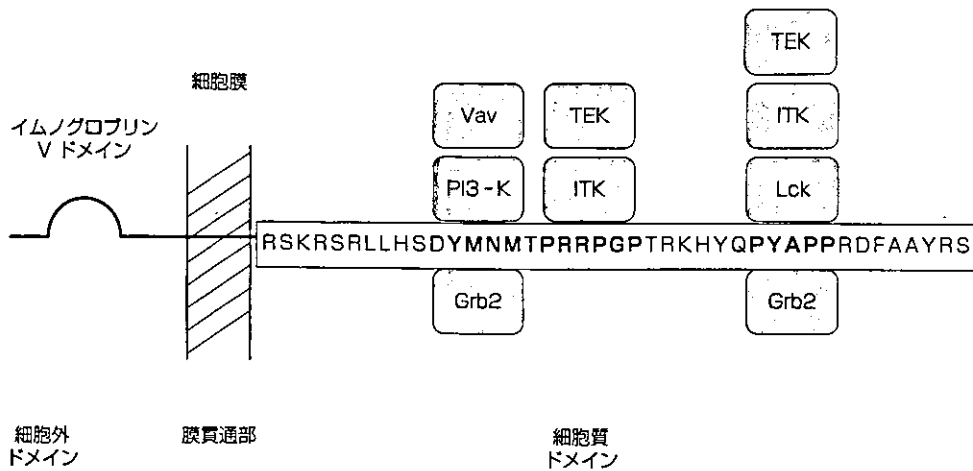 TEK
細胞膜
イムノグロブリン
V ドメイン
Vav
TEK
ITK
PI3-K
ITK
Lck
RSKRSRLLHSDYMNMTPRRPGPTRKHYQPYAPPRDFAAYRS
Grb2
Grb2
細胞外
ドメイン
膜貫通部
細胞質
ドメイン